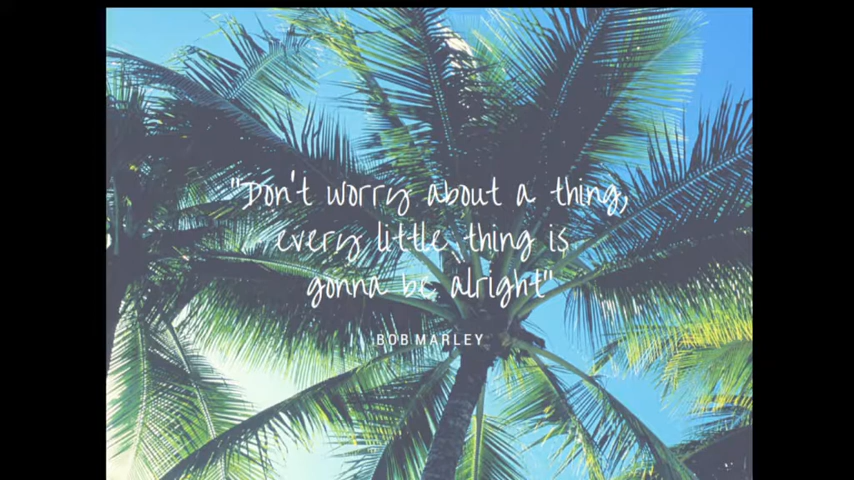 "Don't worry about a thing,
every little thing is
gonna be alright"
BOB MARLEY